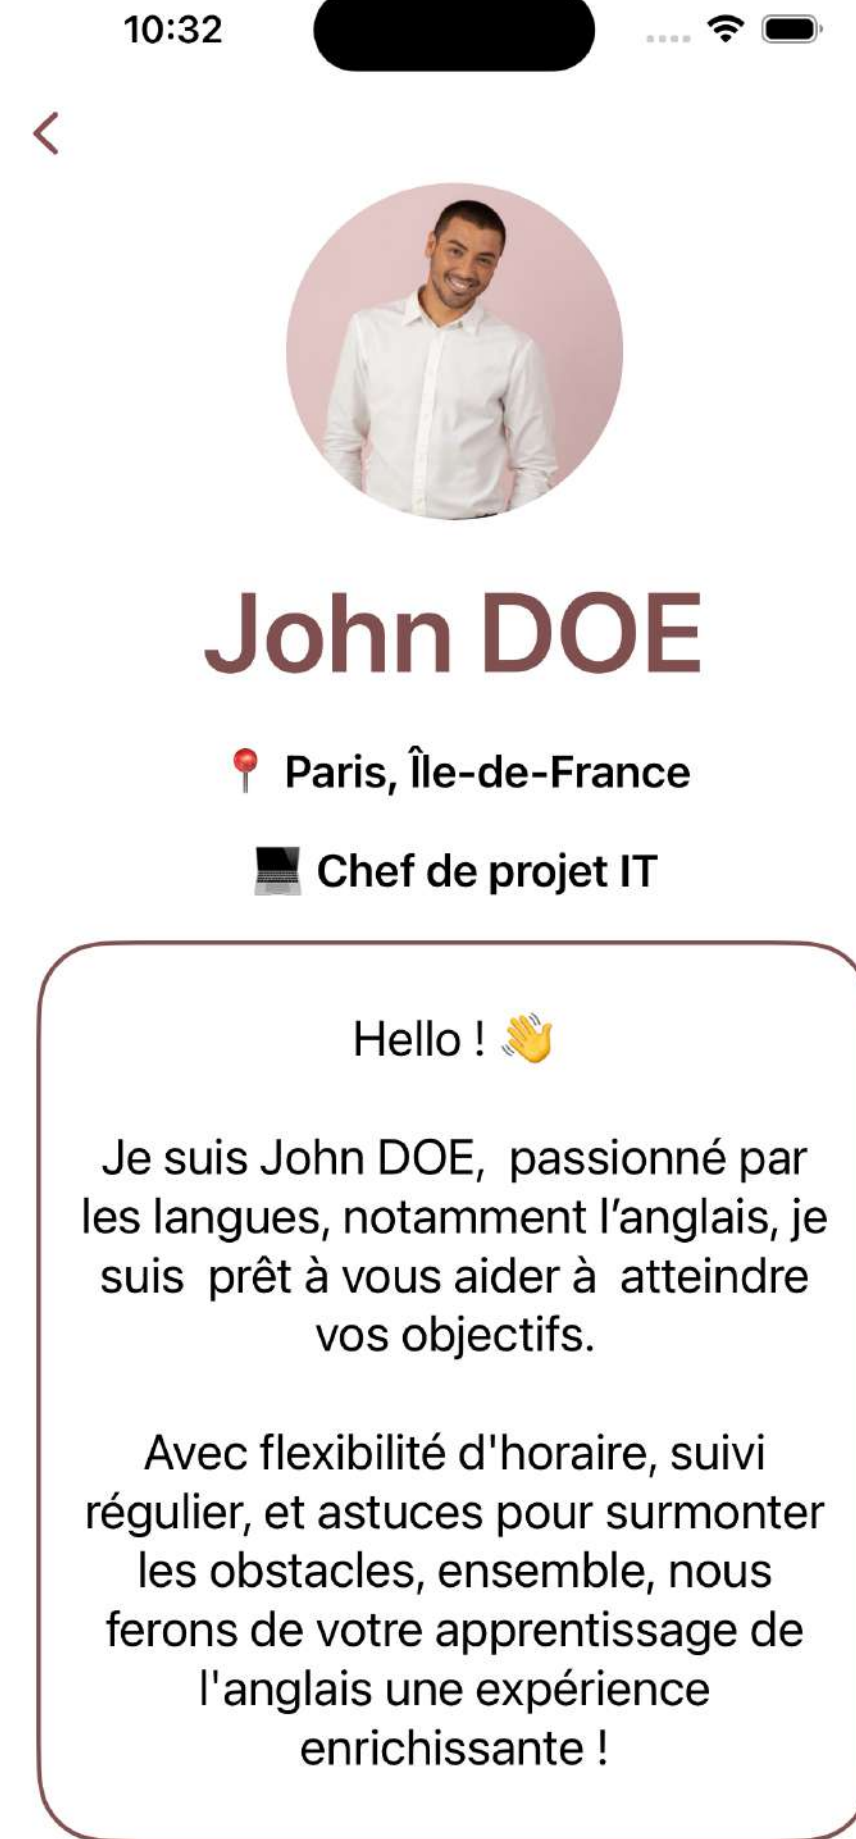 10:32
John DOE
📍 Paris, Île-de-France
💻 Chef de projet IT
Hello ! 👋
Je suis John DOE,  passionné par
les langues, notamment l’anglais, je
suis  prêt à vous aider à  atteindre
vos objectifs.
Avec flexibilité d'horaire, suivi
régulier, et astuces pour surmonter
les obstacles, ensemble, nous
ferons de votre apprentissage de
l'anglais une expérience
enrichissante !